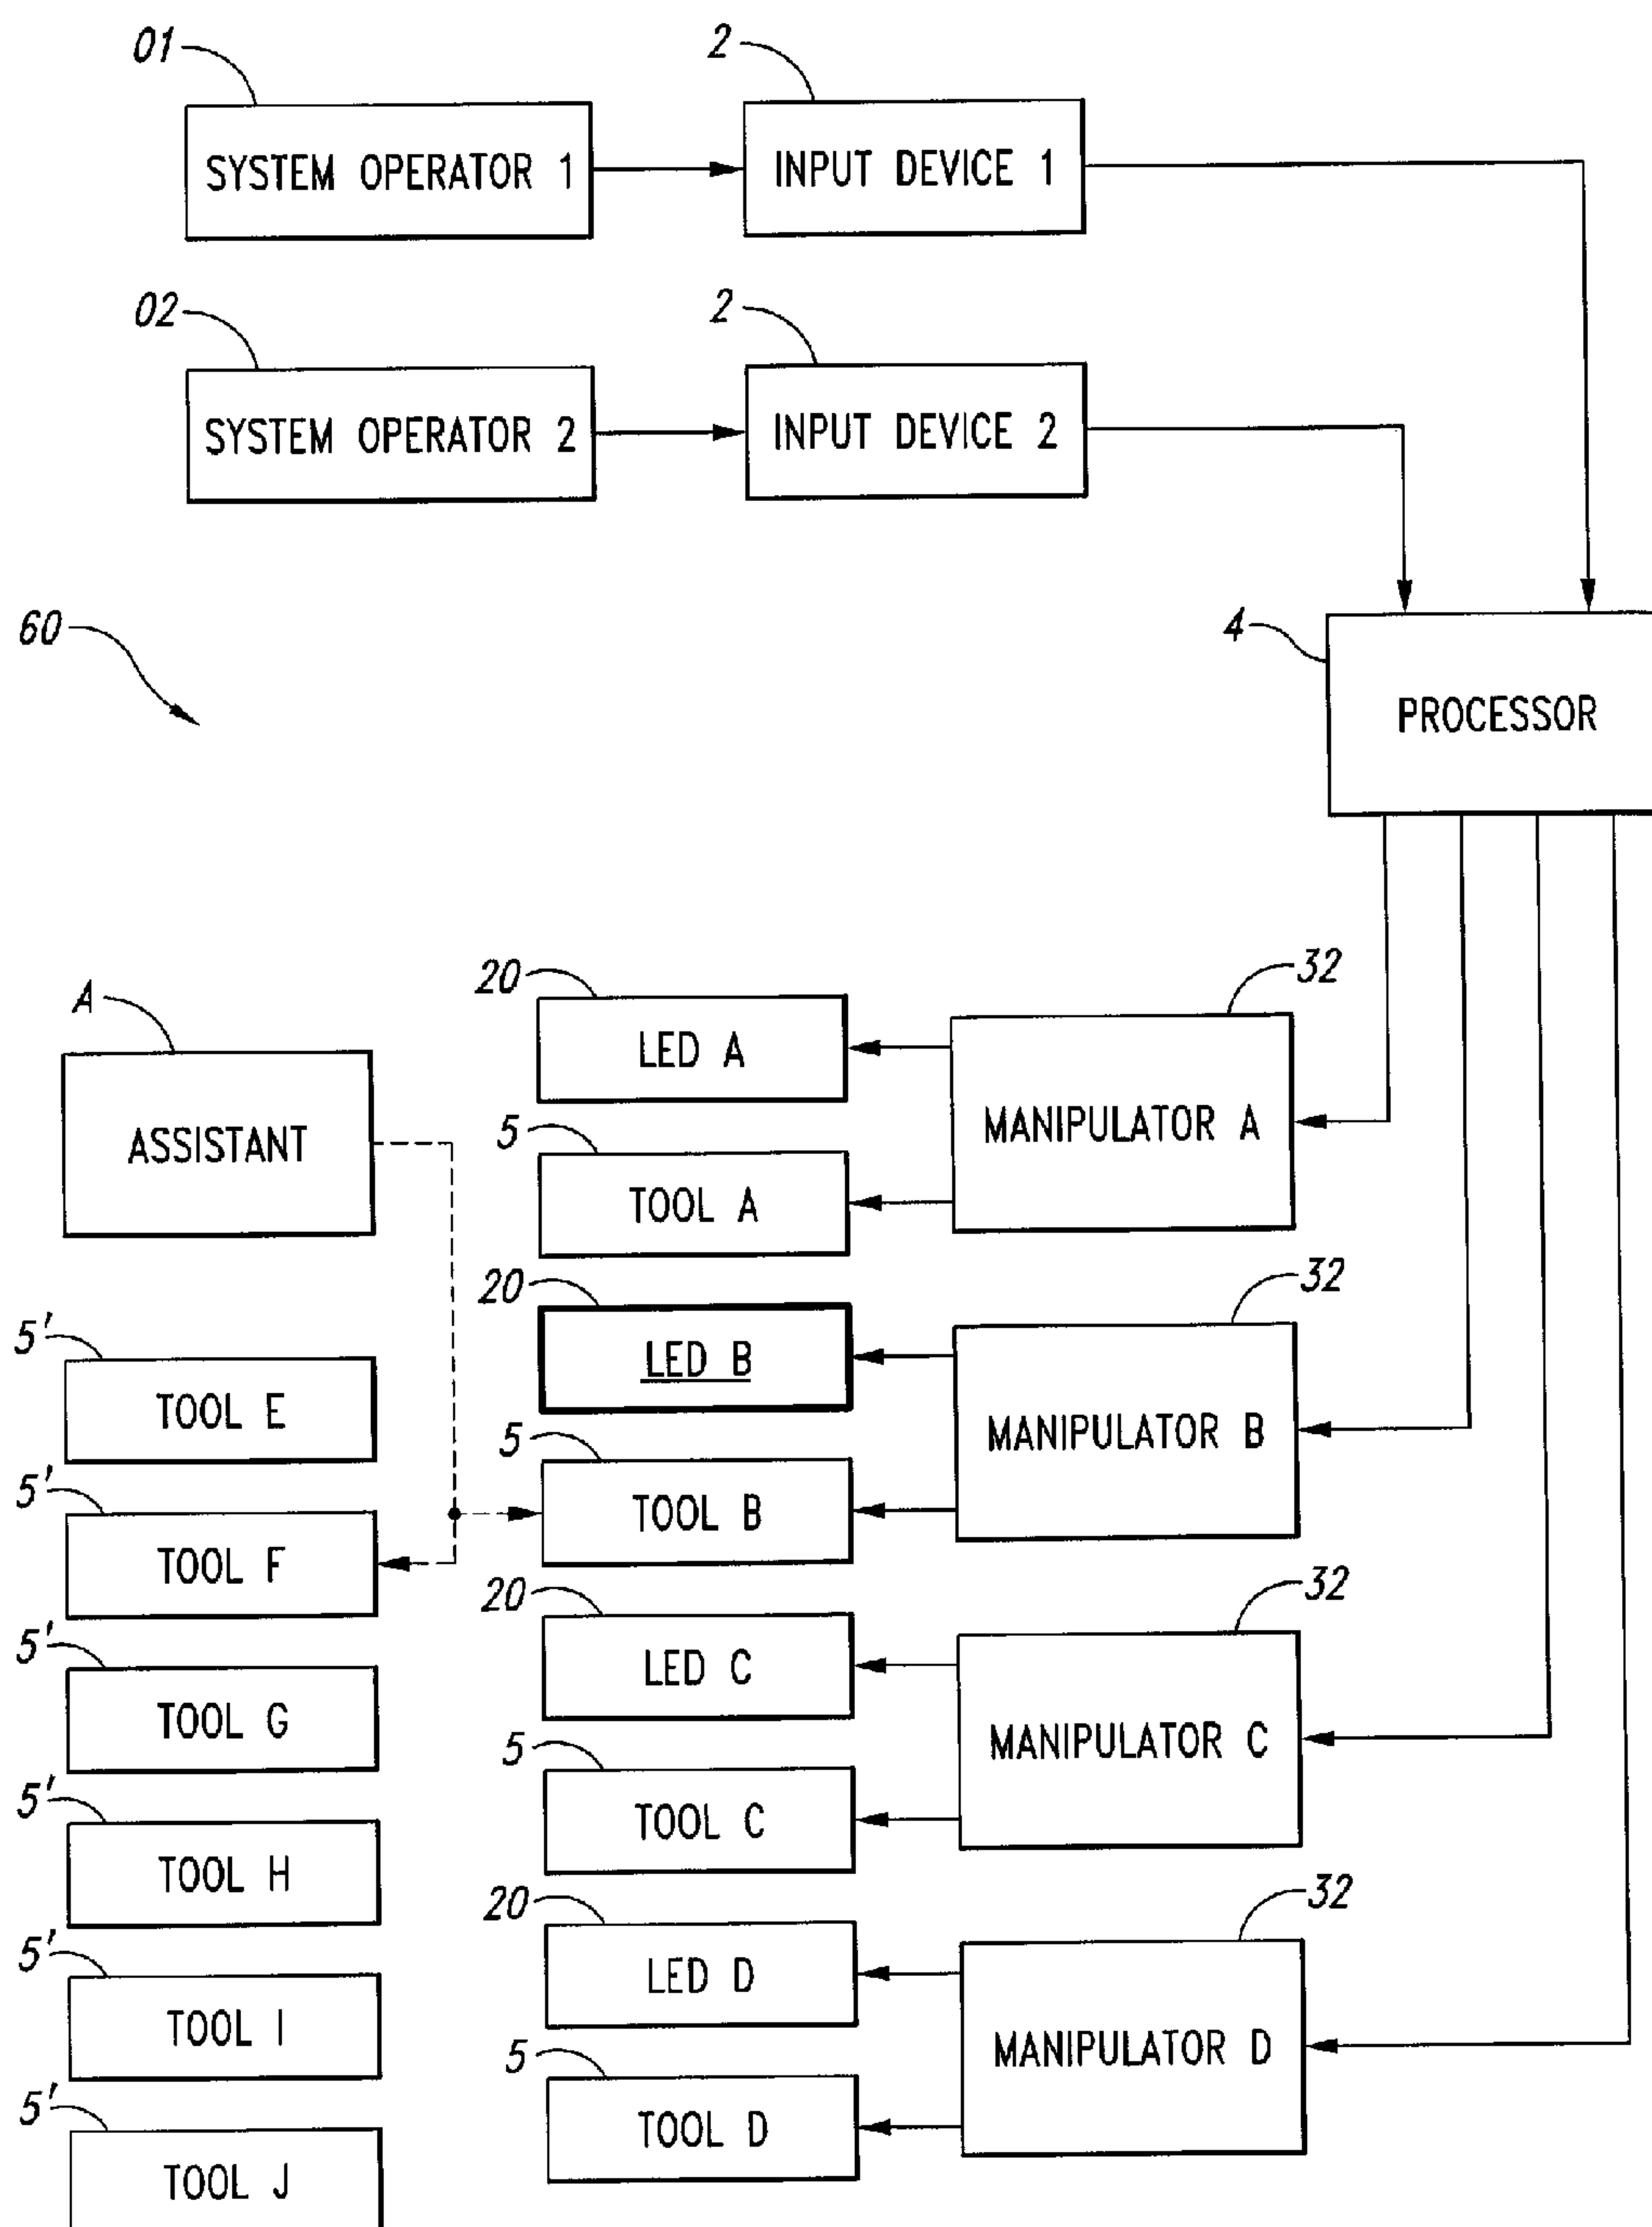 01
2
SYSTEM OPERATOR 1
INPUT DEVICE 1
02
2
SYSTEM OPERATOR 2
INPUT DEVICE 2
60
4
PROCESSOR
A
ASSISTANT
20
LED A
32
MANIPULATOR A
5
TOOL A
20
LED B
32
MANIPULATOR B
5
TOOL B
20
LED C
32
MANIPULATOR C
5
TOOL C
20
LED D
32
MANIPULATOR D
5
TOOL D
5'
TOOL E
5'
TOOL F
5'
TOOL G
5'
TOOL H
5'
TOOL I
5'
TOOL J